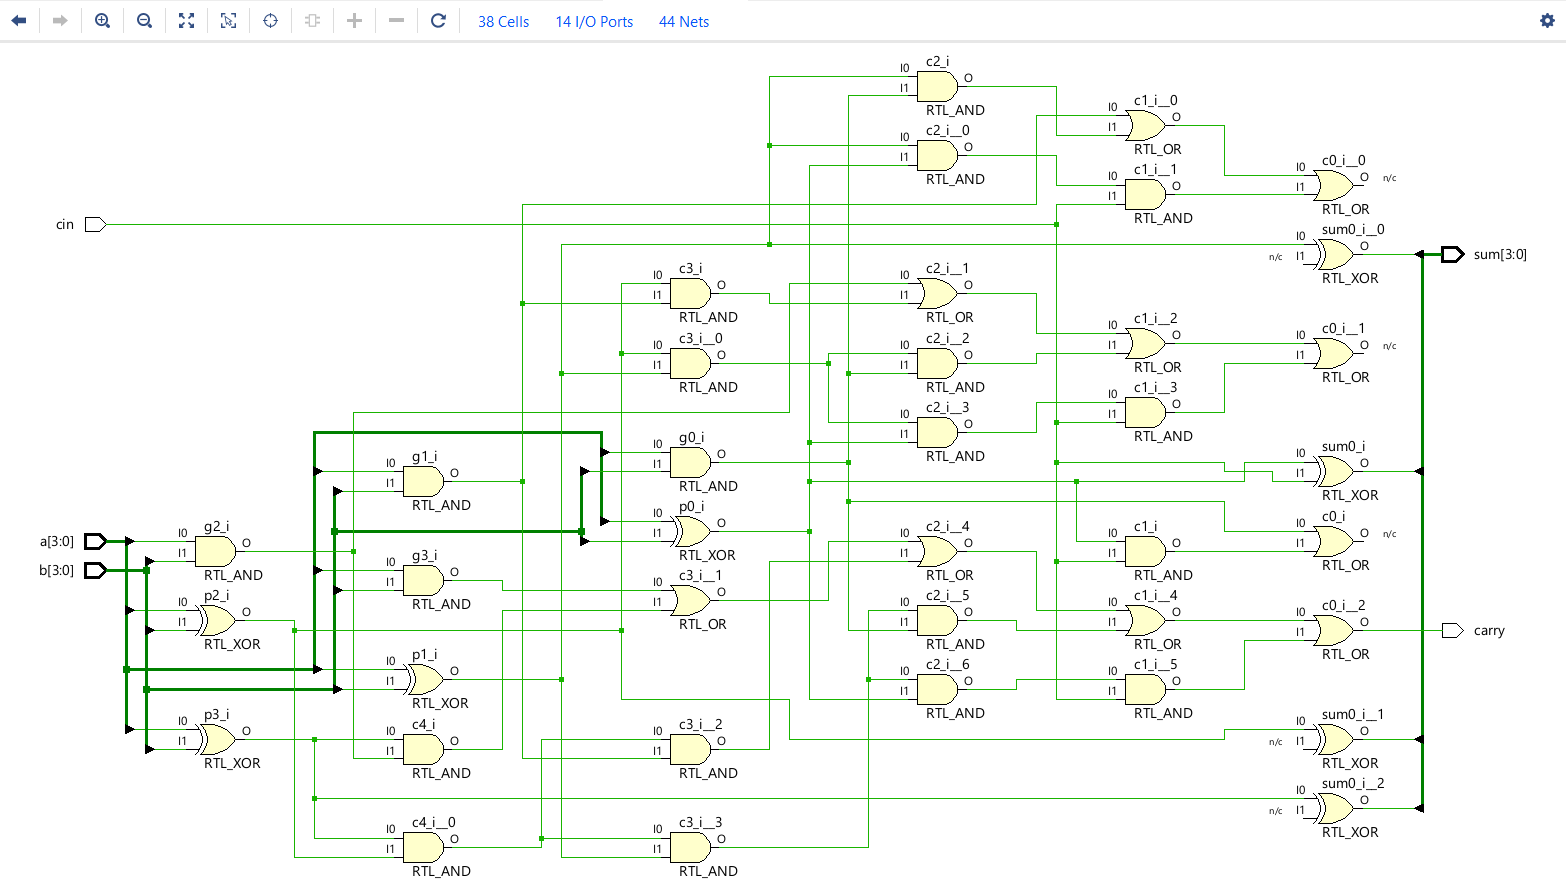 38 Cells 14 I/O Ports 44 Nets
c2_i
I0 O
I1
RTL_AND
c1_i__0
I0 O
I1
RTL_OR
c2_i__0
I0 O
I1
RTL_AND
c0_i__0
I0 O n/c
I1
RTL_OR
c1_i__1
I0 O
I1
RTL_AND
cin
sum0_i__0
I0 O
n/c I1
RTL_XOR
sum[3:0]
c3_i
I0 O
I1
RTL_AND
c2_i__1
I0 O
I1
RTL_OR
c1_i__2
I0 O
I1
RTL_OR
c0_i__1
I0 O n/c
I1
RTL_OR
c3_i__0
I0 O
I1
RTL_AND
c2_i__2
I0 O
I1
RTL_AND
c1_i__3
I0 O
I1
RTL_AND
c2_i__3
I0 O
I1
RTL_AND
g0_i
I0 O
I1
RTL_AND
sum0_i
I0 O
I1
RTL_XOR
g1_i
I0 O
I1
RTL_AND
p0_i
I0 O
I1
RTL_XOR
c0_i
I0 O n/c
I1
RTL_OR
a[3:0]
b[3:0]
g2_i
I0 O
I1
RTL_AND
c2_i__4
I0 O
I1
RTL_OR
c1_i
I0 O
I1
RTL_AND
g3_i
I0 O
I1
RTL_AND
c3_i__1
I0 O
I1
RTL_OR
p2_i
I0 O
I1
RTL_XOR
c2_i__5
I0 O
I1
RTL_AND
c1_i__4
I0 O
I1
RTL_OR
c0_i__2
I0 O
I1
RTL_OR
carry
p1_i
I0 O
I1
RTL_XOR
c2_i__6
I0 O
I1
RTL_AND
c1_i__5
I0 O
I1
RTL_AND
p3_i
I0 O
I1
RTL_XOR
c4_i
I0 O
I1
RTL_AND
c3_i__2
I0 O
I1
RTL_AND
sum0_i__1
I0 O
n/c I1
RTL_XOR
sum0_i__2
I0 O
n/c I1
RTL_XOR
c4_i__0
I0 O
I1
RTL_AND
c3_i__3
I0 O
I1
RTL_AND